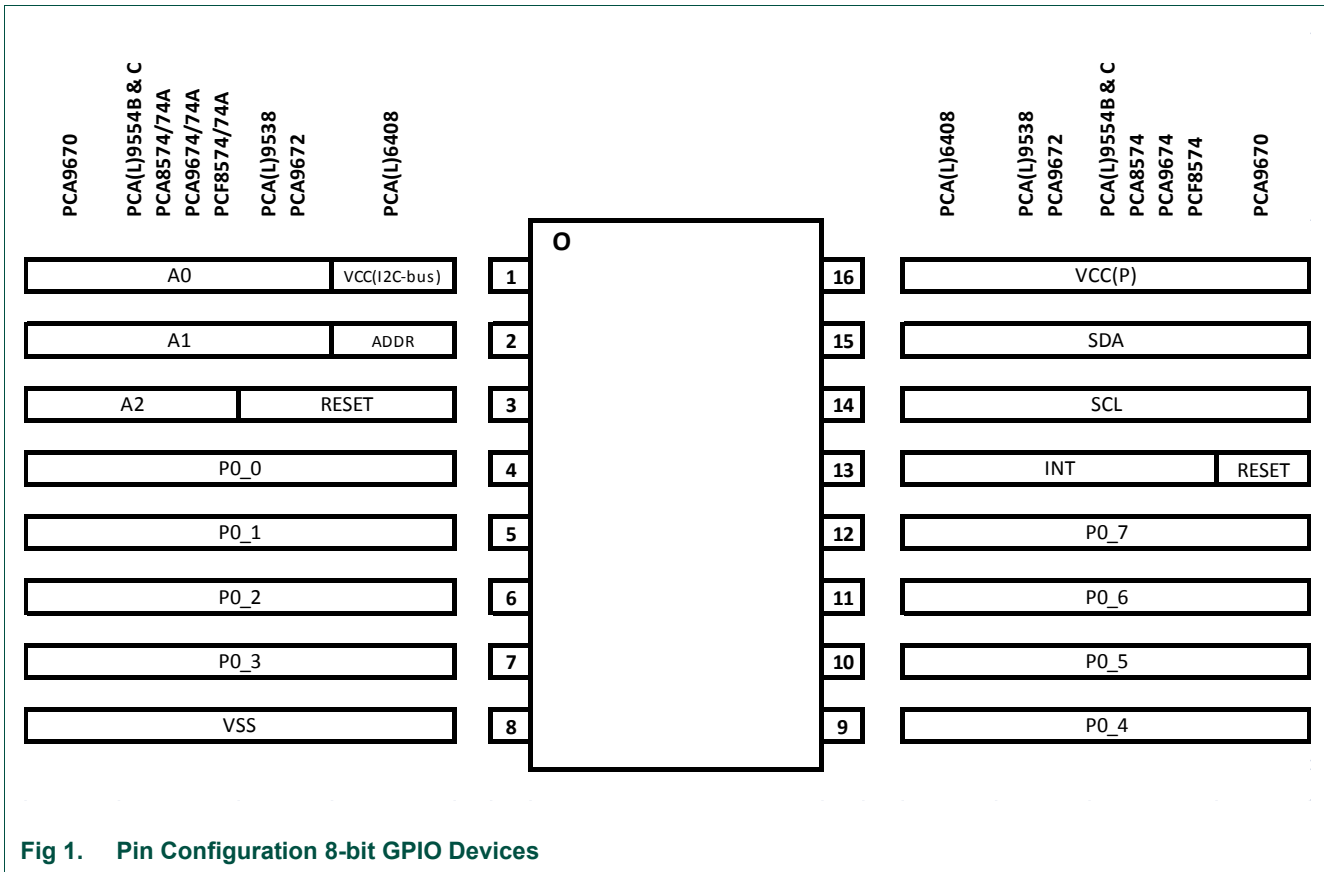 PCA9670
PCA(L)9554B & C
PCA8574/74A
PCA9674/74A
PCF8574/74A
PCA(L)9538
PCA9672
PCA(L)6408
PCA(L)6408
PCA(L)9538
PCA9672
PCA(L)9554B & C
PCA8574
PCA9674
PCF8574
PCA9670
O
A0 VCC(I2C-bus) 1 16 VCC(P)
A1 ADDR 2 15 SDA
A2 RESET 3 14 SCL
P0_0 4 13 INT RESET
P0_1 5 12 P0_7
P0_2 6 11 P0_6
P0_3 7 10 P0_5
VSS 8 9 P0_4
Fig 1. Pin Configuration 8-bit GPIO Devices